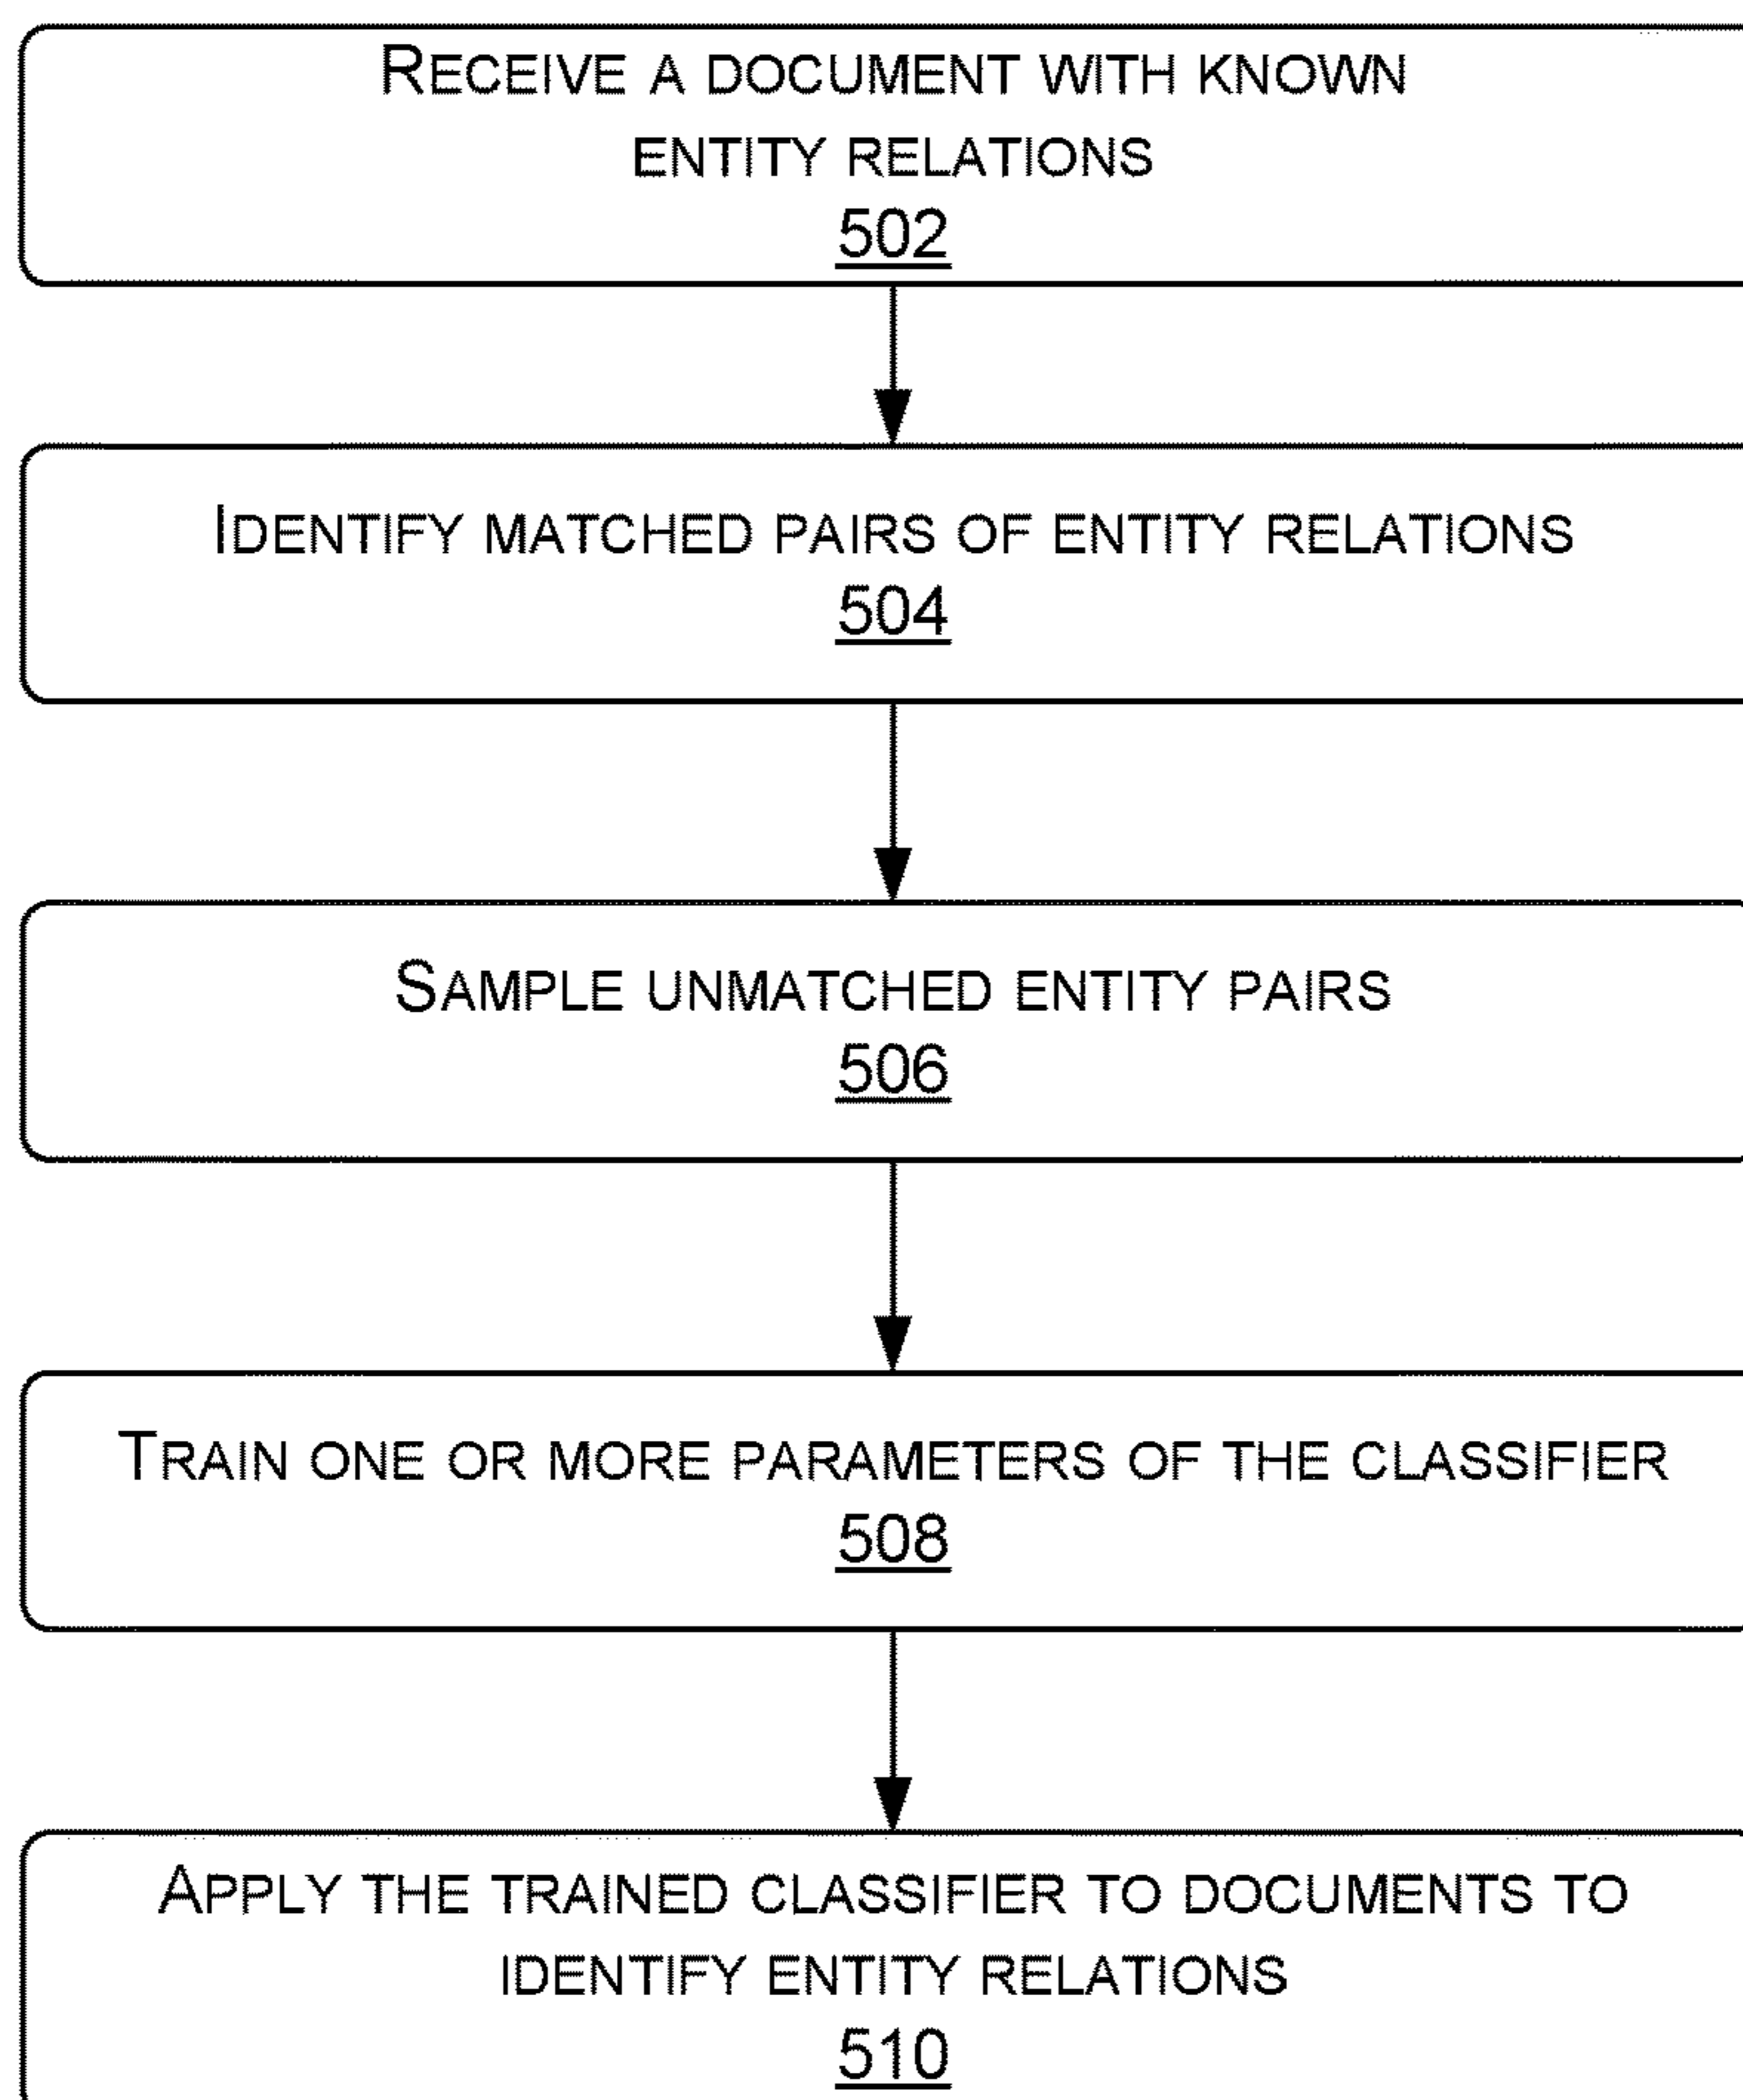 RECEIVE A DOCUMENT WITH KNOWN
ENTITY RELATIONS
502
IDENTIFY MATCHED PAIRS OF ENTITY RELATIONS
504
SAMPLE UNMATCHED ENTITY PAIRS
506
TRAIN ONE OR MORE PARAMETERS OF THE CLASSIFIER
508
APPLY THE TRAINED CLASSIFIER TO DOCUMENTS TO
IDENTIFY ENTITY RELATIONS
510